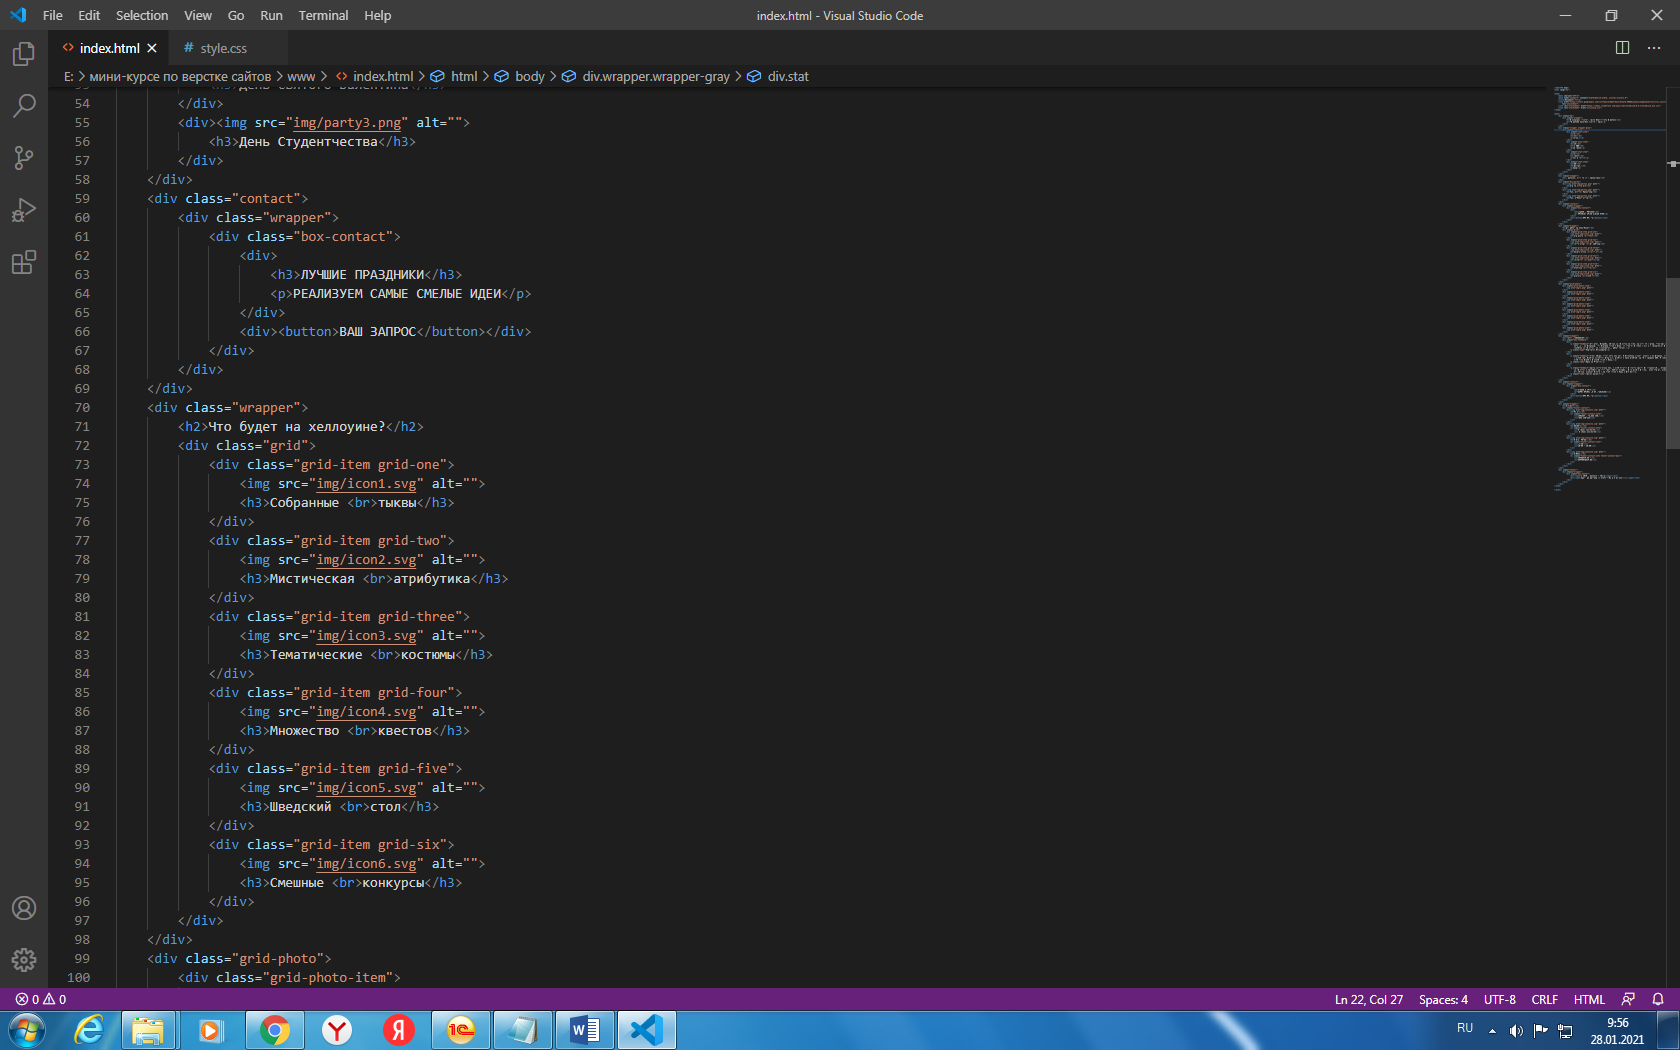 File Edit Selection View Go Run Terminal Help
index.html - Visual Studio Code
index.html
# style.css
E: > мини-курсе по верстке сайтов > www > index.html > html > body > div.wrapper.wrapper-gray > div.stat
54 </div>
55 <div><img src="img/party3.png" alt="">
56 <h3>День Студентчества</h3>
57 </div>
58 </div>
59 <div class="contact">
60 <div class="wrapper">
61 <div class="box-contact">
62 <div>
63 <h3>ЛУЧШИЕ ПРАЗДНИКИ</h3>
64 <p>РЕАЛИЗУЕМ САМЫЕ СМЕЛЫЕ ИДЕИ</p>
65 </div>
66 <div><button>ВАШ ЗАПРОС</button></div>
67 </div>
68 </div>
69 </div>
70 <div class="wrapper">
71 <h2>Что будет на хеллоуине?</h2>
72 <div class="grid">
73 <div class="grid-item grid-one">
74 <img src="img/icon1.svg" alt="">
75 <h3>Собранные <br>тыквы</h3>
76 </div>
77 <div class="grid-item grid-two">
78 <img src="img/icon2.svg" alt="">
79 <h3>Мистическая <br>атрибутика</h3>
80 </div>
81 <div class="grid-item grid-three">
82 <img src="img/icon3.svg" alt="">
83 <h3>Тематические <br>костюмы</h3>
84 </div>
85 <div class="grid-item grid-four">
86 <img src="img/icon4.svg" alt="">
87 <h3>Множество <br>квестов</h3>
88 </div>
89 <div class="grid-item grid-five">
90 <img src="img/icon5.svg" alt="">
91 <h3>Шведский <br>стол</h3>
92 </div>
93 <div class="grid-item grid-six">
94 <img src="img/icon6.svg" alt="">
95 <h3>Смешные <br>конкурсы</h3>
96 </div>
97 </div>
98 </div>
99 <div class="grid-photo">
100 <div class="grid-photo-item">
0 0
Ln 22, Col 27 Spaces: 4 UTF-8 CRLF HTML
RU
9:56
28.01.2021